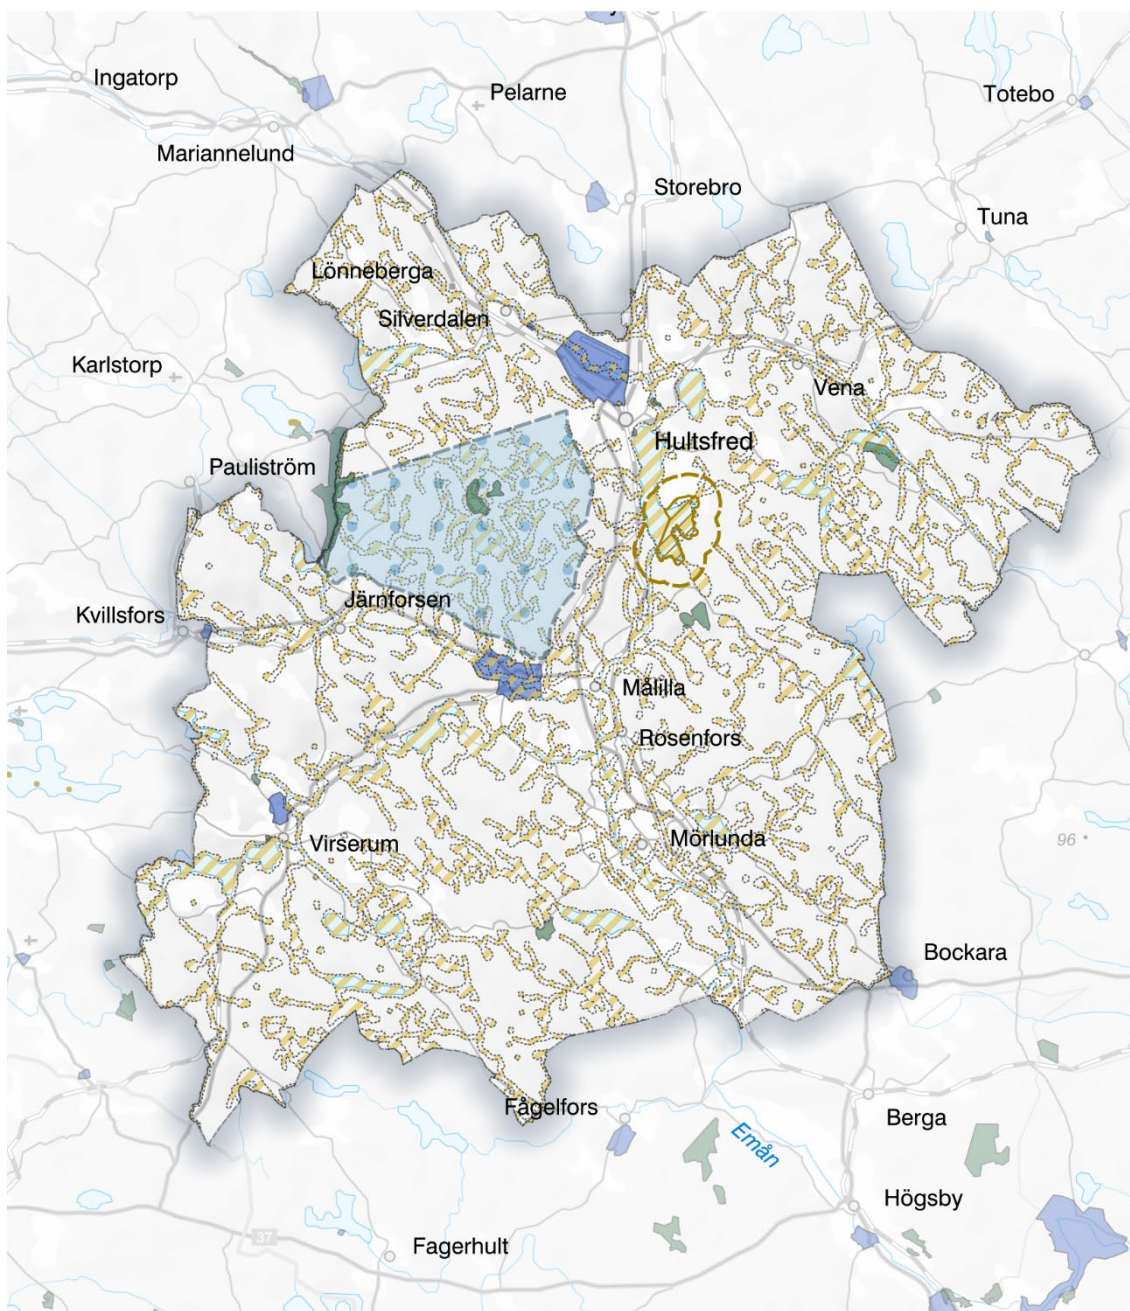 Ingatorp
Pelarne
Totebo
Mariannelund
Storebro
Tuna
Lönneberga
Silverdalen
Karlstorp
Vena
Hultsfred
Pauliström
Järnforsen
Kvillsfors
Målilla
Rosenfors
Virserum
Mörlunda
96
Bockara
Fågelfors
Berga
Emån
Högsby
37
Fagerhult